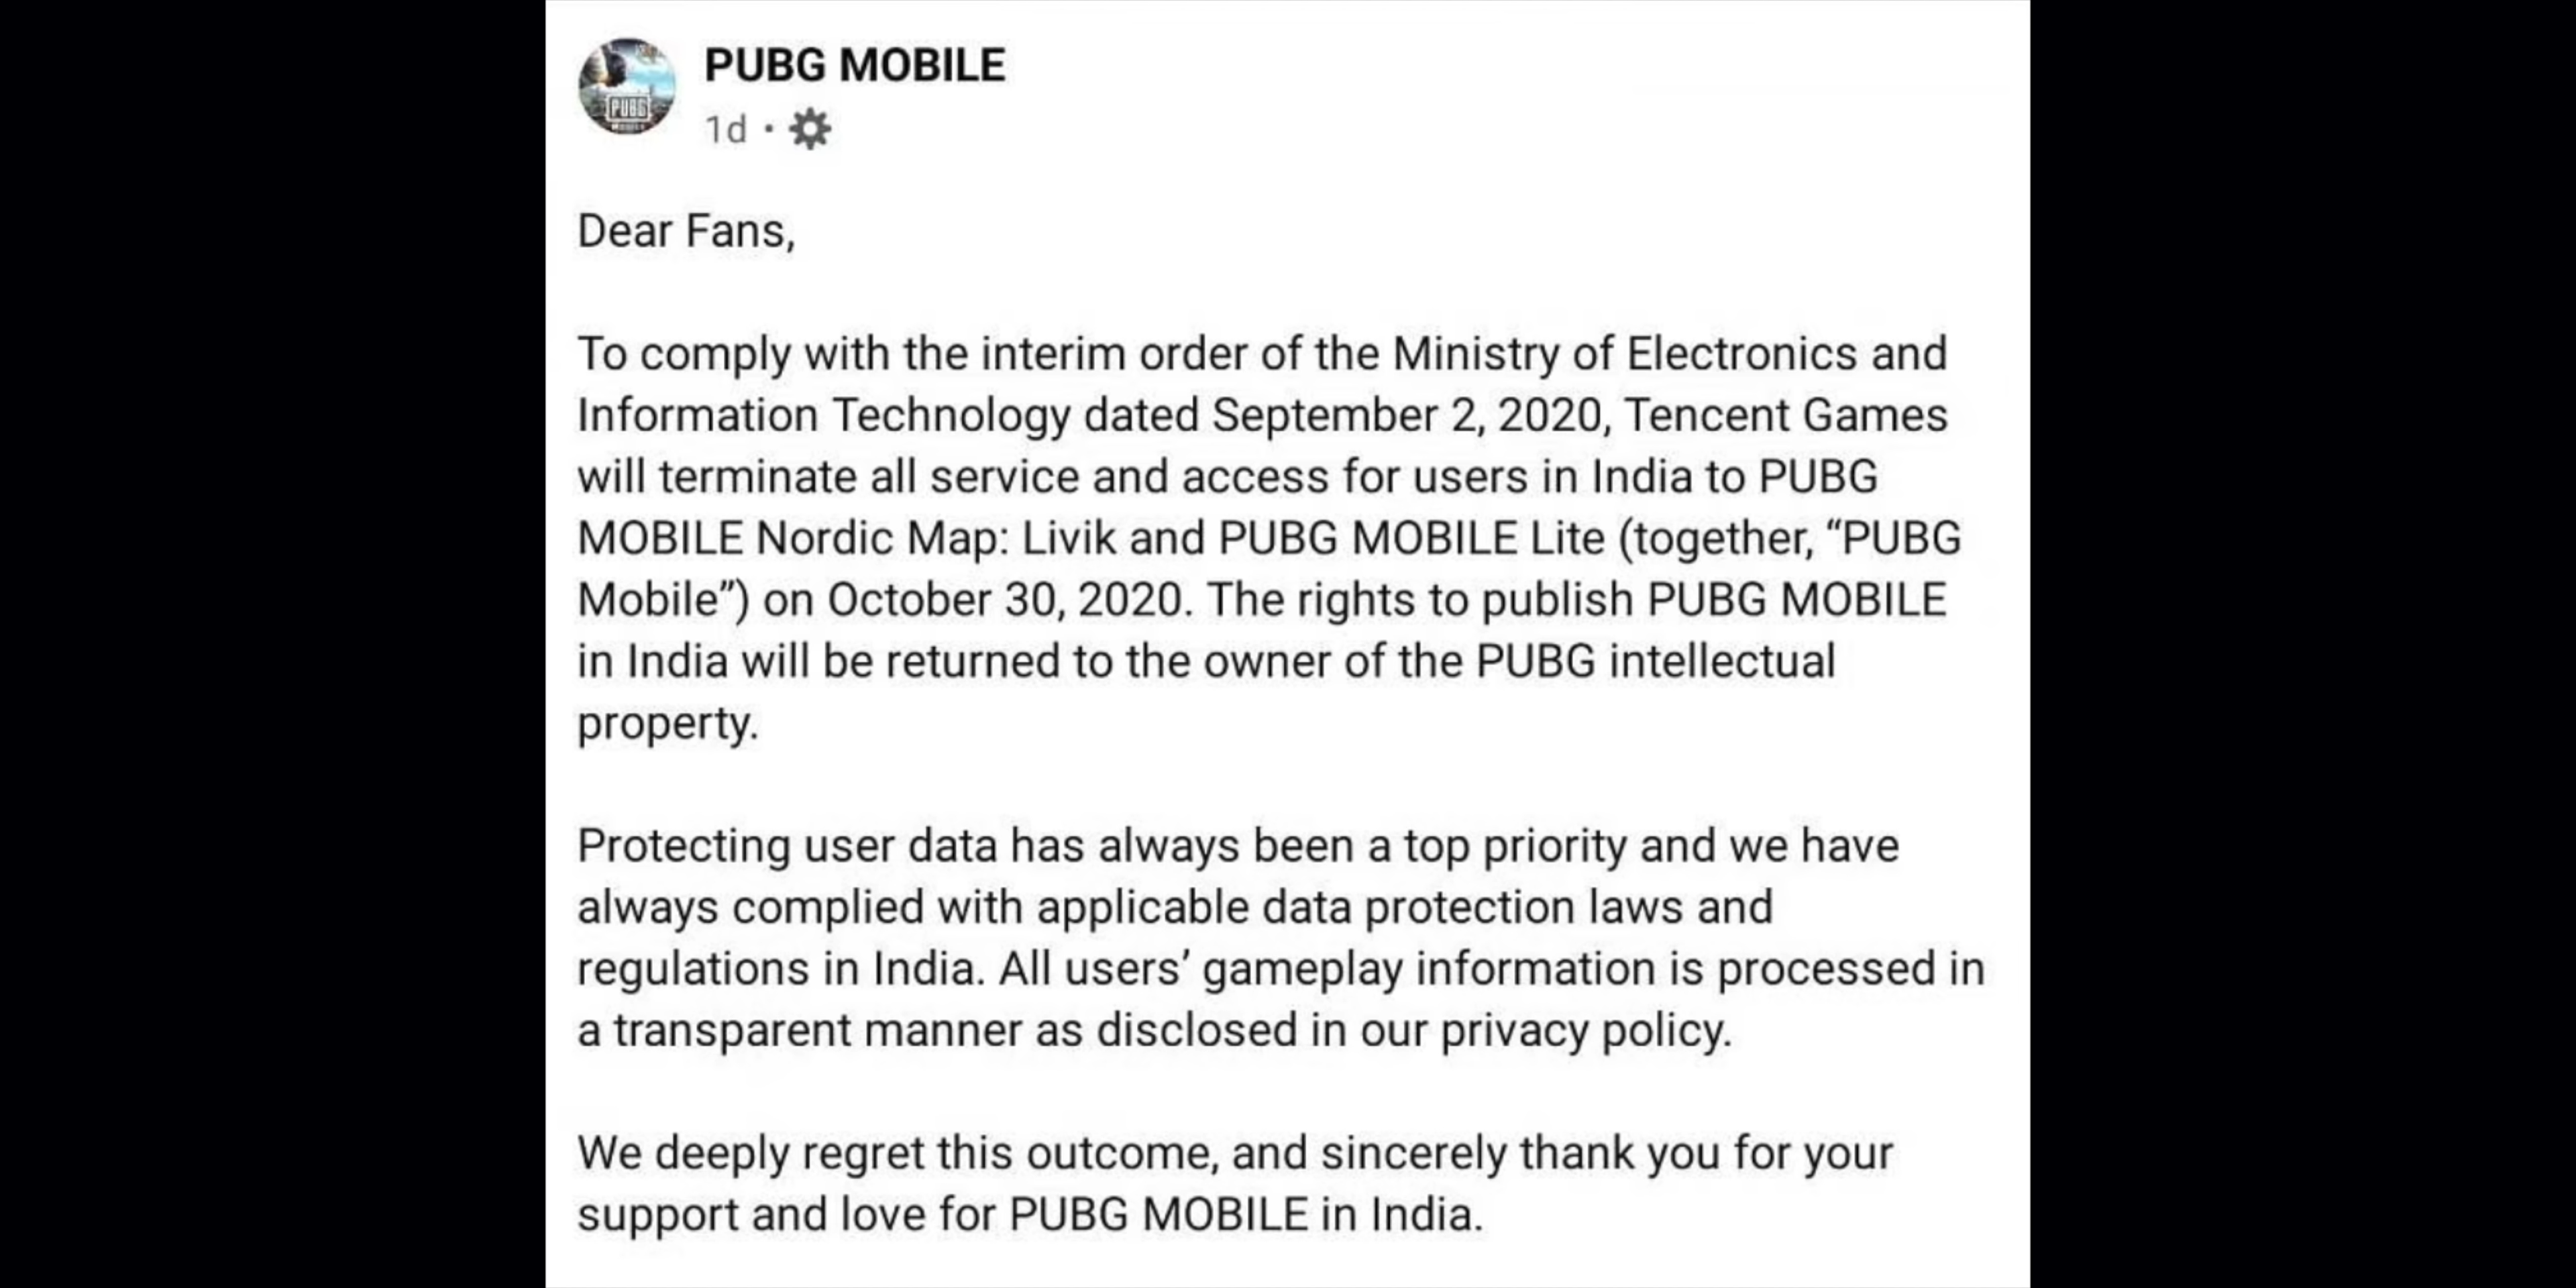 PUBG MOBILE
1d ·
PUBG
Dear Fans,
To comply with the interim order of the Ministry of Electronics and
Information Technology dated September 2, 2020, Tencent Games
will terminate all service and access for users in India to PUBG
MOBILE Nordic Map: Livik and PUBG MOBILE Lite (together, “PUBG
Mobile”) on October 30, 2020. The rights to publish PUBG MOBILE
in India will be returned to the owner of the PUBG intellectual
property.
Protecting user data has always been a top priority and we have
always complied with applicable data protection laws and
regulations in India. All users’ gameplay information is processed in
a transparent manner as disclosed in our privacy policy.
We deeply regret this outcome, and sincerely thank you for your
support and love for PUBG MOBILE in India.